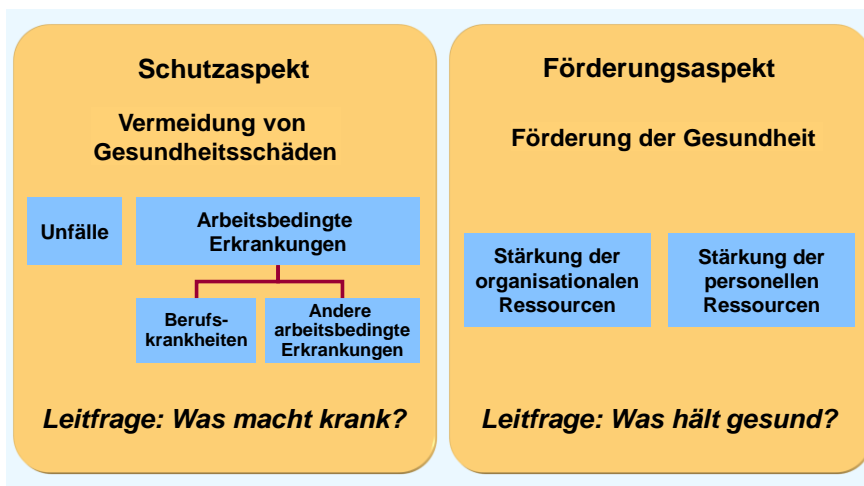 Schutzaspekt
Vermeidung von
Gesundheitsschäden
Unfälle
Arbeitsbedingte
Erkrankungen
Berufs-
krankheiten
Andere
arbeitsbedingte
Erkrankungen
Leitfrage: Was macht krank?
Förderungsaspekt
Förderung der Gesundheit
Stärkung der
organisationalen
Ressourcen
Stärkung der
personellen
Ressourcen
Leitfrage: Was hält gesund?